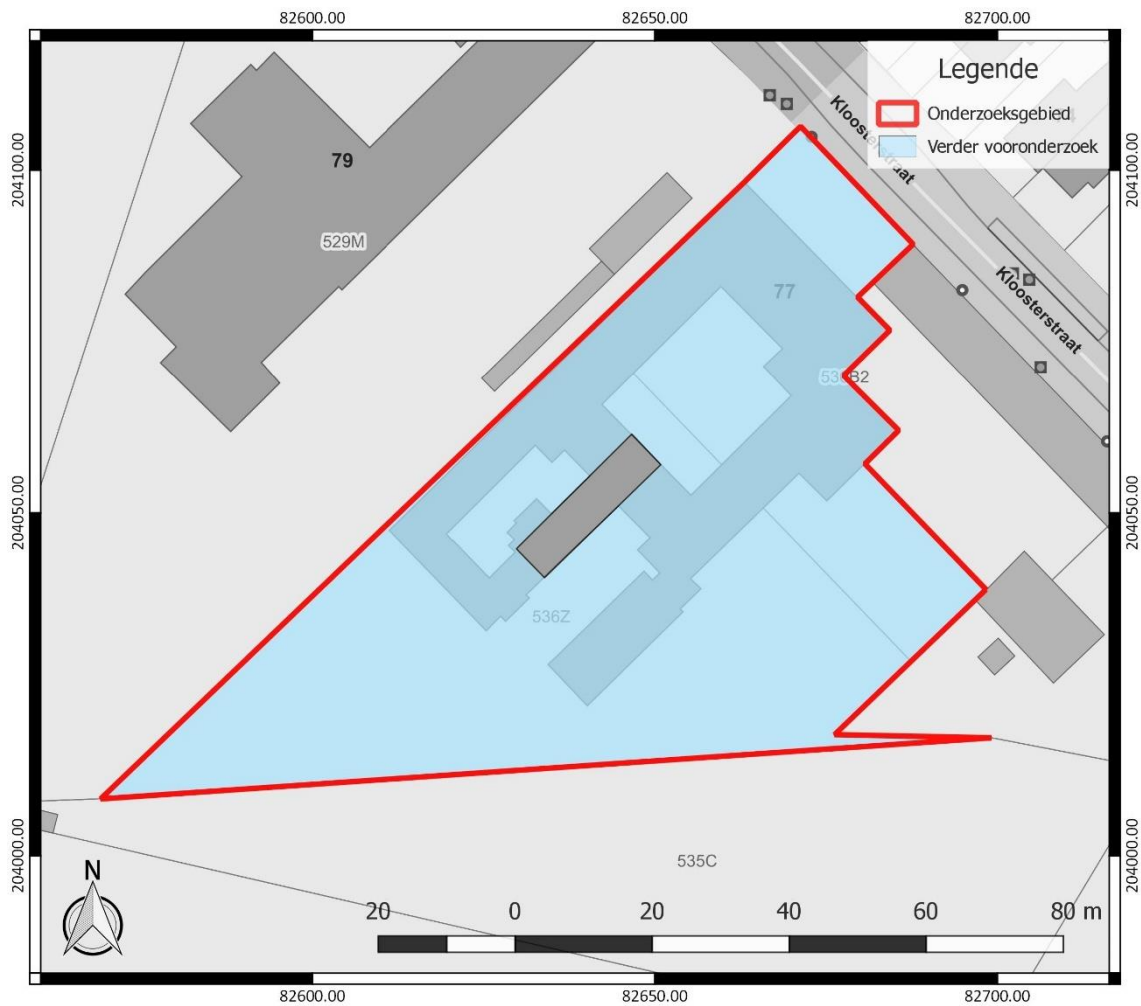 82600.00
82650.00
82700.00
Legende
Onderzoeksgebied
Verder vooronderzoek
Kloosterstraat
204100.00
204100.00
79
529M
77
Kloosterstraat
204050.00
204050.00
536Z
204000.00
204000.00
535C
N
20
0
20
40
60
80 m
82600.00
82650.00
82700.00